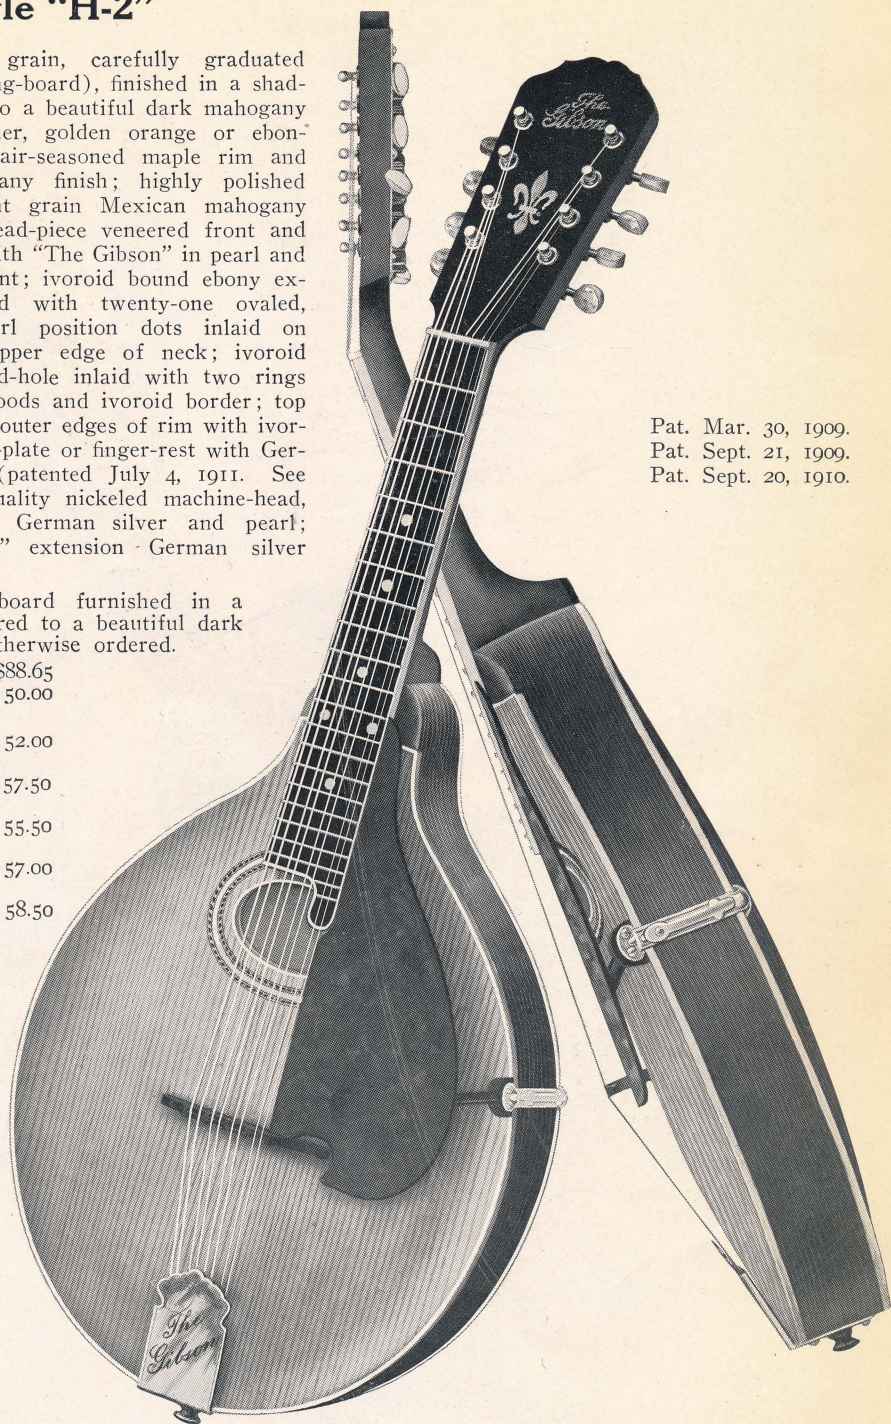 le "H-2"
grain, carefully graduated
g-board), finished in a shad-
o a beautiful dark mahogany
er, golden orange or ebon-
air-seasoned maple rim and
any finish; highly polished
t grain Mexican mahogany
ead-piece veneered front and
th "The Gibson" in pearl and
nt; ivoroid bound ebony ex-
d with twenty-one ovaled,
rl position dots inlaid on
pper edge of neck; ivoroid
d-hole inlaid with two rings
oods and ivoroid border; top
outer edges of rim with ivor-
-plate or finger-rest with Ger-
(patented July 4, 1911. See
uality nickeled machine-head,
German silver and pearl;
" extension German silver
board furnished in a
red to a beautiful dark
therwise ordered.
$88.65
50.00
52.00
57.50
55.50
57.00
58.50
The
Gibson
Pat. Mar. 30, 1909.
Pat. Sept. 21, 1909.
Pat. Sept. 20, 1910.
The
Gibson